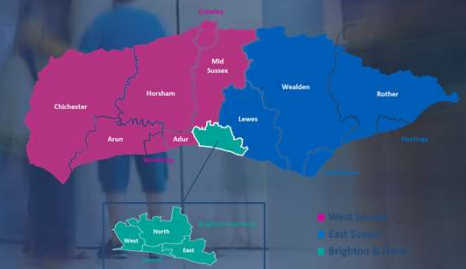 Crawley
Mid
Sussex
Horsham
Wealden
Chichester
Rother
Lewes
Arun
Adur
Hastings
Worthing
North
West
East
West Sussex
East Sussex
Brighton & Hove